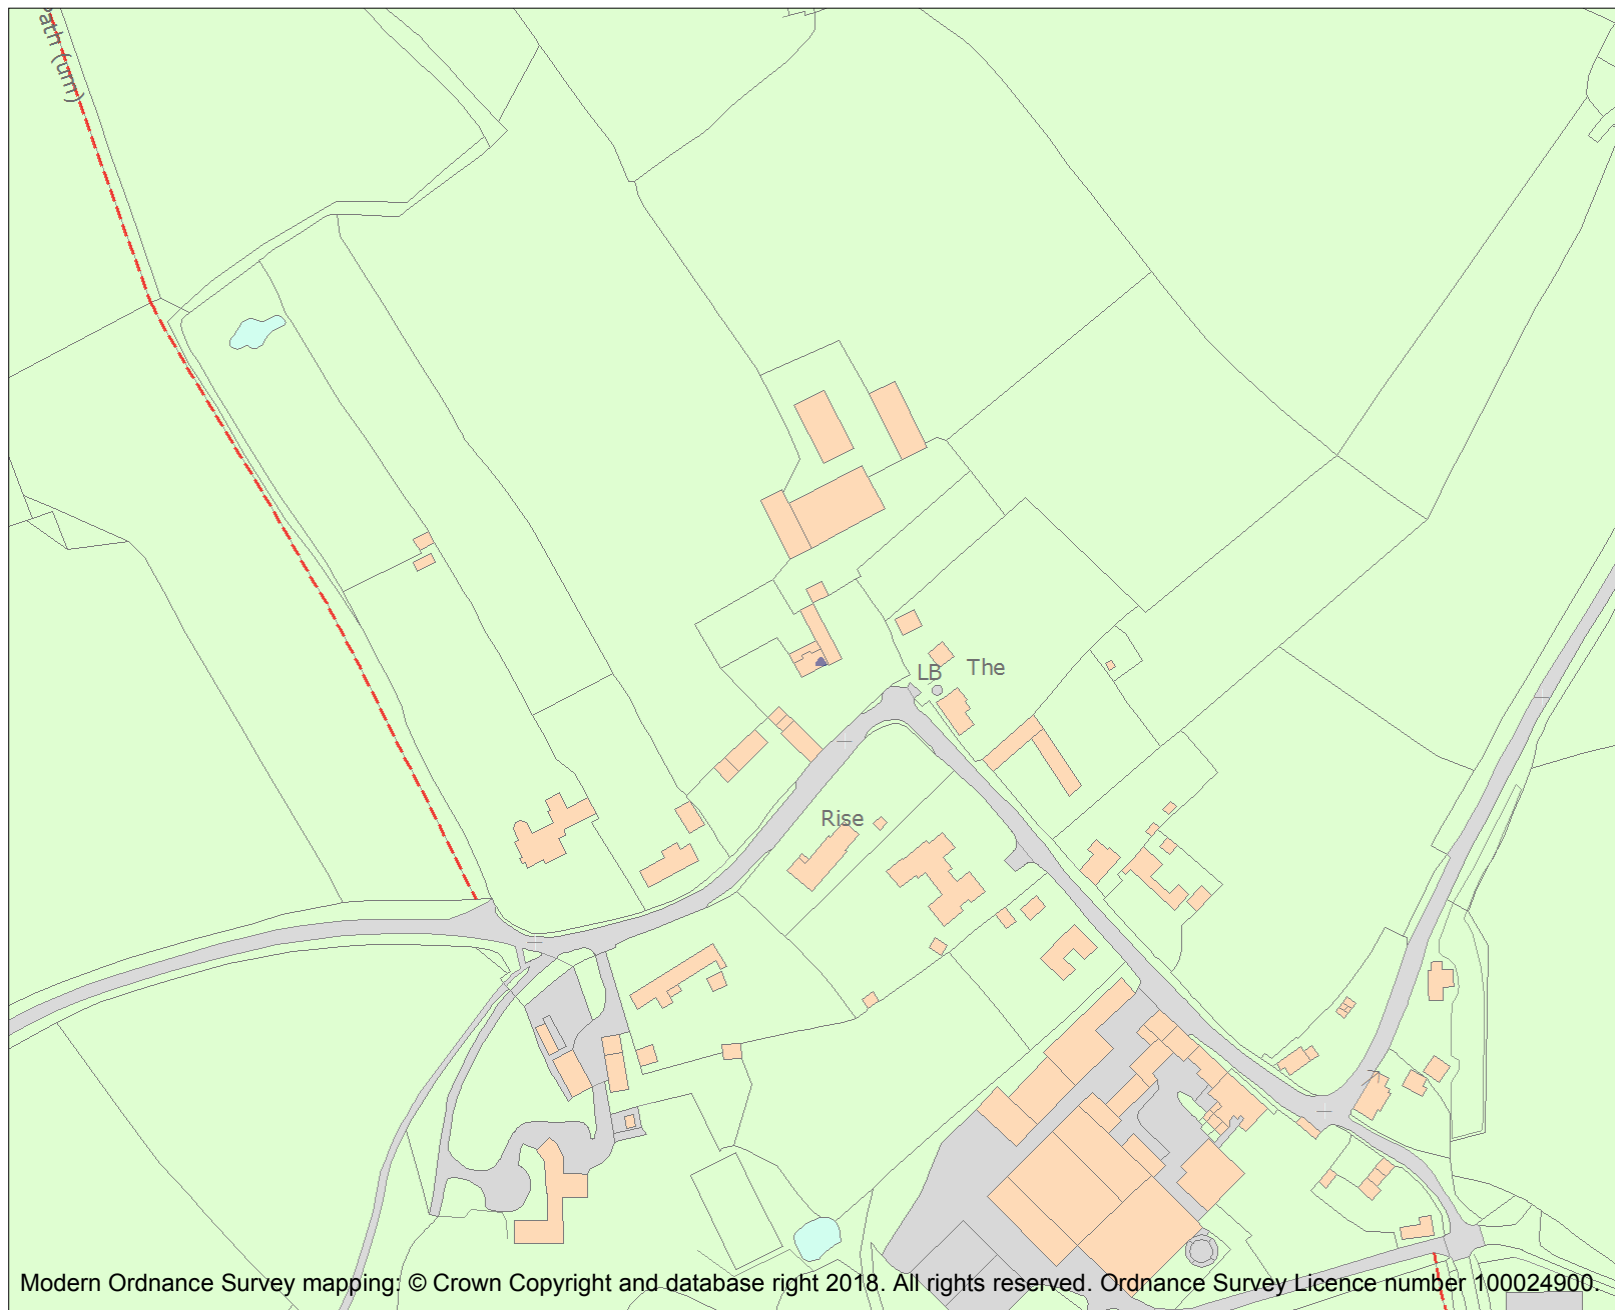 ath (um)
LB
The
Rise
Modern Ordnance Survey mapping: © Crown Copyright and database right 2018. All rights reserved. Ordnance Survey Licence number 100024900.